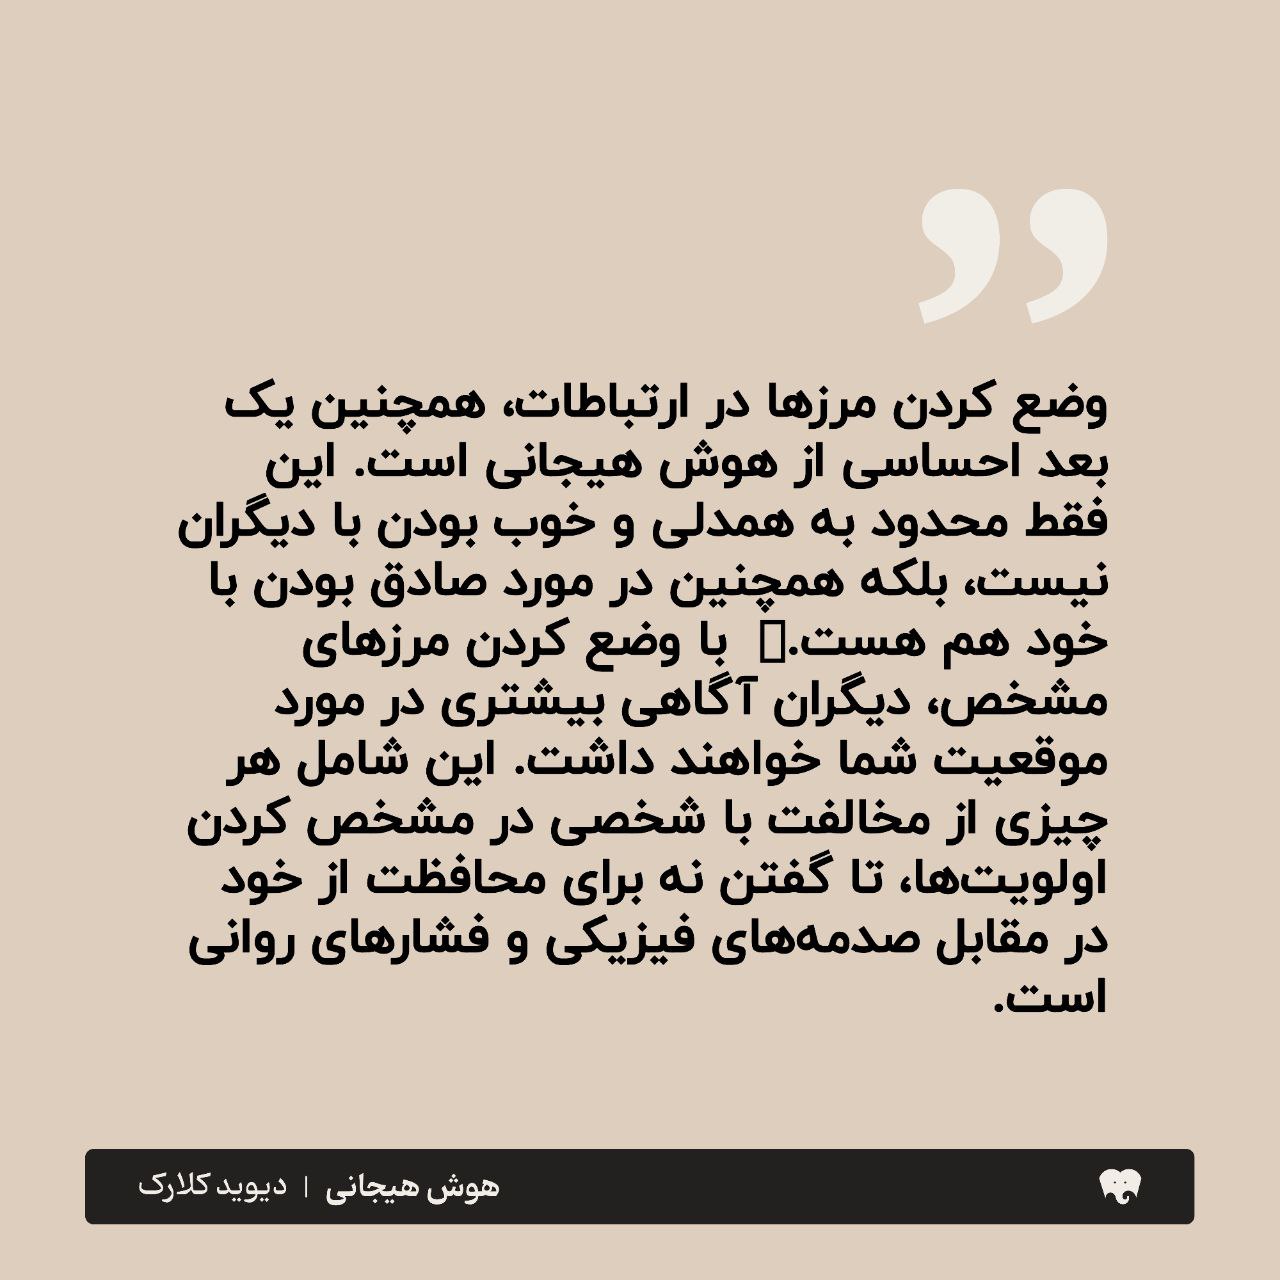 وضع کردن مرزها در ارتباطات، همچنین یک
بعد احساسی از هوش هیجانی است. این
فقط محدود به همدلی و خوب بودن با دیگران
نیست، بلکه همچنین در مورد صادق بودن با
خود هم هست. با وضع کردن مرزهای
مشخص، دیگران آگاهی بیشتری در مورد
موقعیت شما خواهند داشت. این شامل هر
چیزی از مخالفت با شخصی در مشخص کردن
اولویت‌ها، تا گفتن نه برای محافظت از خود
در مقابل صدمه‌های فیزیکی و فشارهای روانی
است.
هوش هیجانی | دیوید کلارک